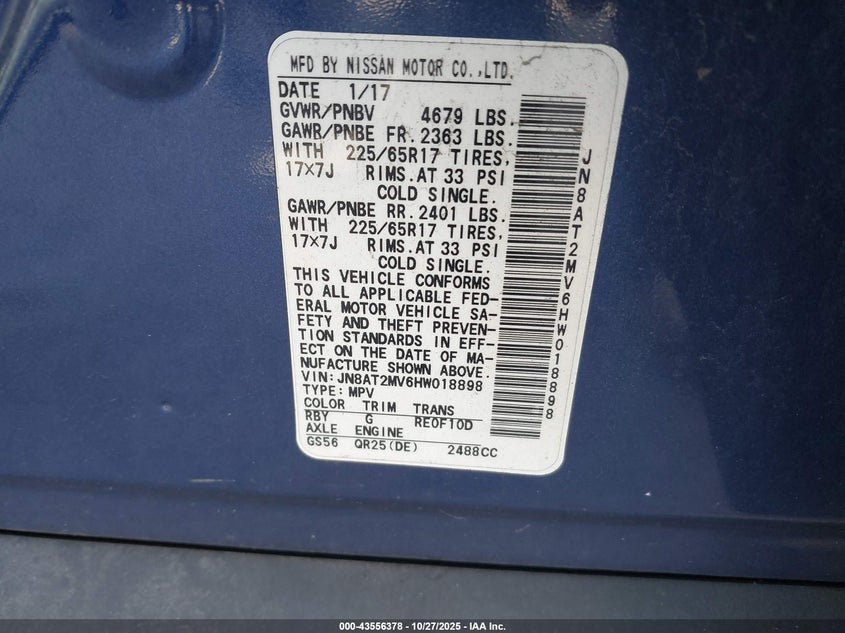 MFD BY NISSAN MOTOR CO.,LTD.
DATE 1/17
GVWR/PNBV 4679 LBS.
GAWR/PNBE FR. 2363 LBS.
WITH 225/65R17 TIRES,
17×7J RIMS.AT 33 PSI
COLD SINGLE.
GAWR/PNBE RR. 2401 LBS.
WITH 225/65R17 TIRES,
17×7J RIMS.AT 33 PSI
COLD SINGLE.
THIS VEHICLE CONFORMS
TO ALL APPLICABLE FED-
ERAL MOTOR VEHICLE SA-
FETY AND THEFT PREVEN-
TION STANDARDS IN EFF-
ECT ON THE DATE OF MA-
NUFACTURE SHOWN ABOVE.
VIN: JN8AT2MV6HW018898
TYPE: MPV
COLOR TRIM TRANS
RBY G RE0F10D
AXLE ENGINE
GS56 QR25(DE) 2488CC
JN8AT2MV6HW018898
000-43556378 | 10/27/2025 - IAA Inc.